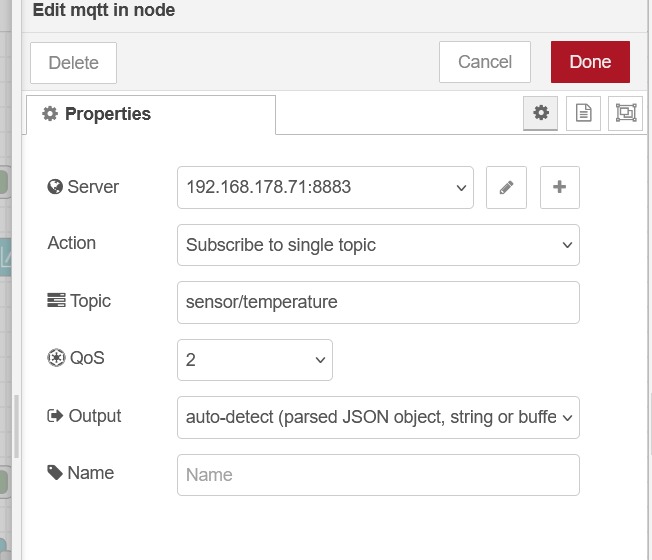 Edit mqtt in node
Delete
Cancel
Done
Properties
Server
192.168.178.71:8883
Action
Subscribe to single topic
Topic
sensor/temperature
QoS
2
Output
auto-detect (parsed JSON object, string or buffe
Name
Name